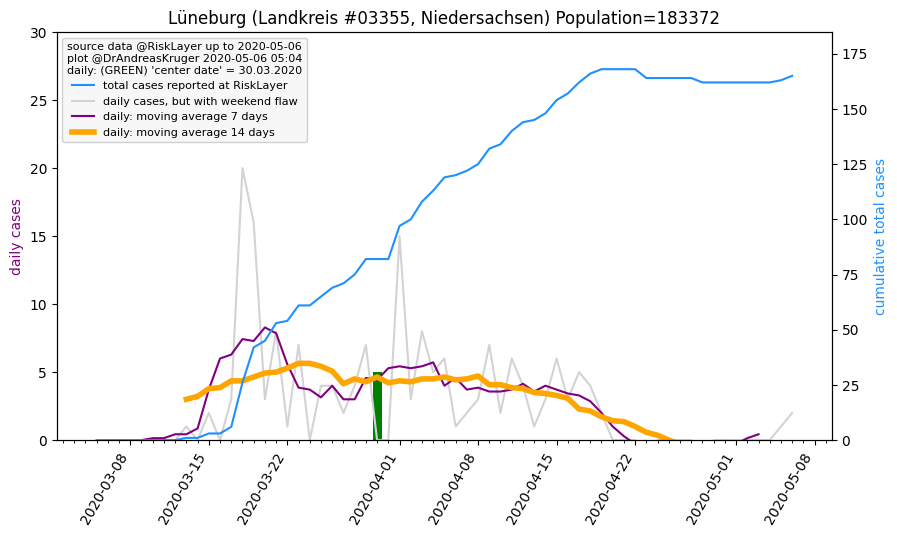 Lüneburg (Landkreis #03355, Niedersachsen) Population=183372
source data @RiskLayer up to 2020-05-06
plot @DrAndreasKruger 2020-05-06 05:04
daily: (GREEN) 'center date' = 30.03.2020
total cases reported at RiskLayer
daily cases, but with weekend flaw
daily: moving average 7 days
daily: moving average 14 days
daily cases
30
25
20
15
10
5
0
cumulative total cases
175
150
125
100
75
50
25
0
2020-03-08
2020-03-15
2020-03-22
2020-04-01
2020-04-08
2020-04-15
2020-04-22
2020-05-01
2020-05-08